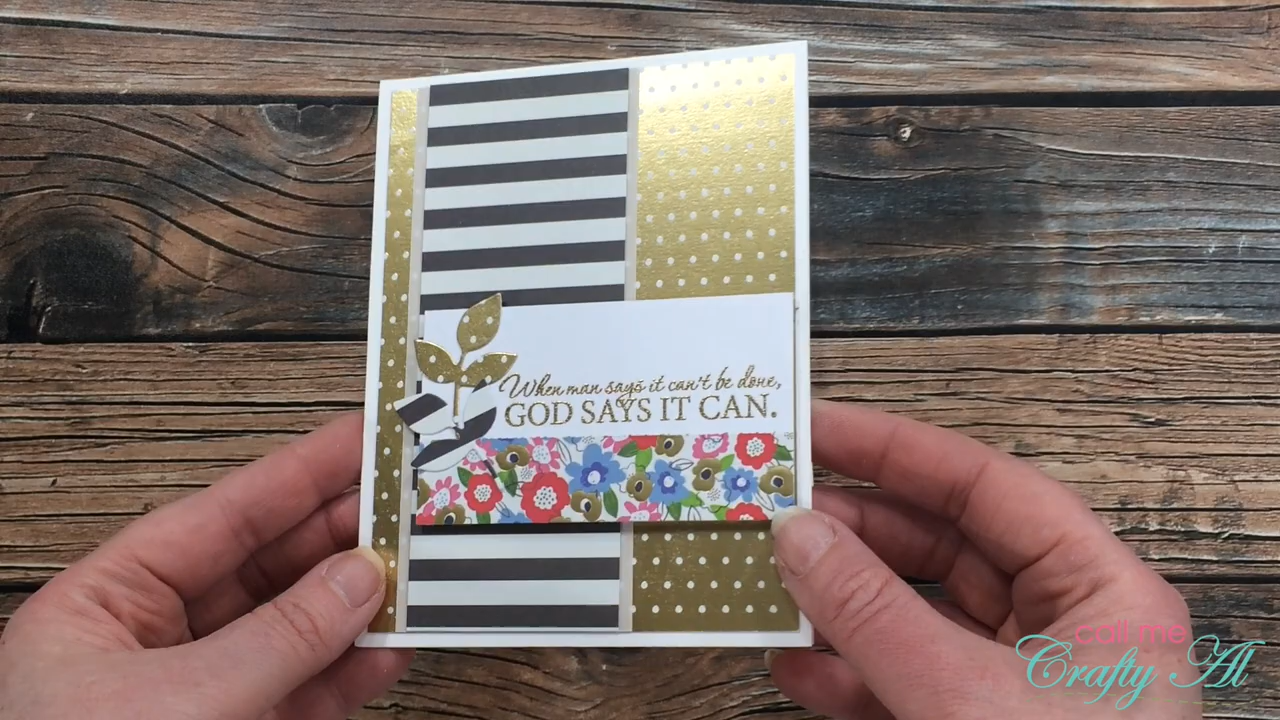 When man says it can't be done,
GOD SAYS IT CAN.
call me
Crafty Al